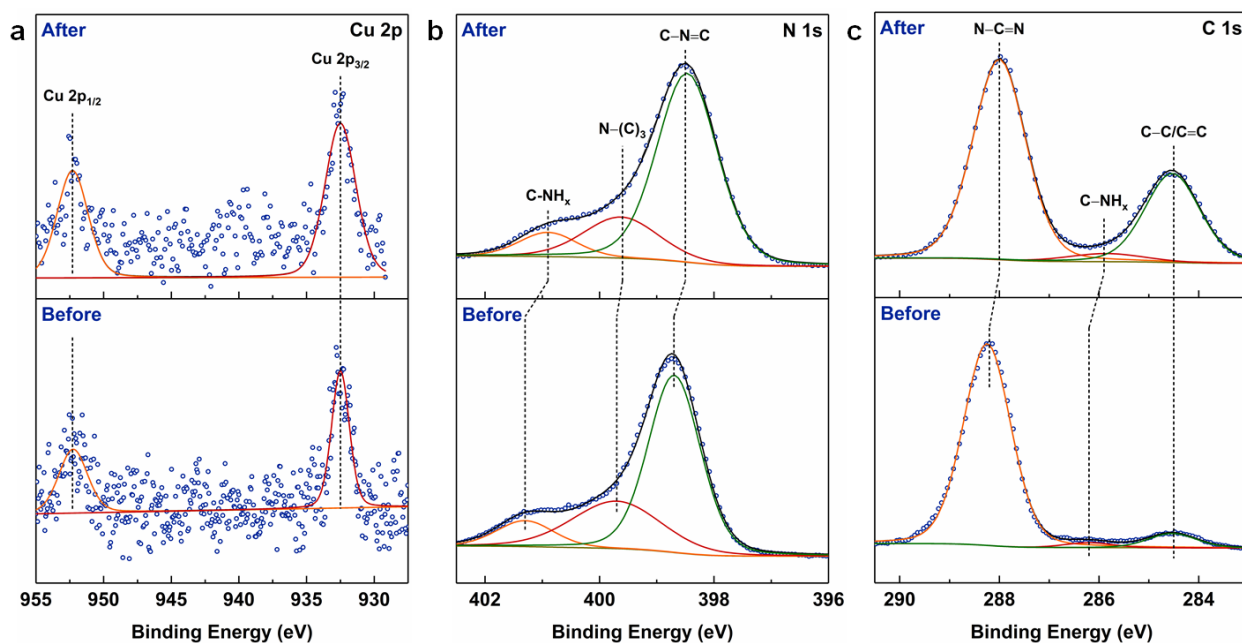 a
After
Cu 2p
Cu 2p₃/₂
Cu 2p₁/₂
Before
955 950 945 940 935 930
Binding Energy (eV)
b
After
N 1s
C–N=C
N–(C)₃
C-NHₓ
Before
402 400 398 396
Binding Energy (eV)
c
After
C 1s
N–C=N
C–C/C=C
C–NHₓ
Before
290 288 286 284
Binding Energy (eV)